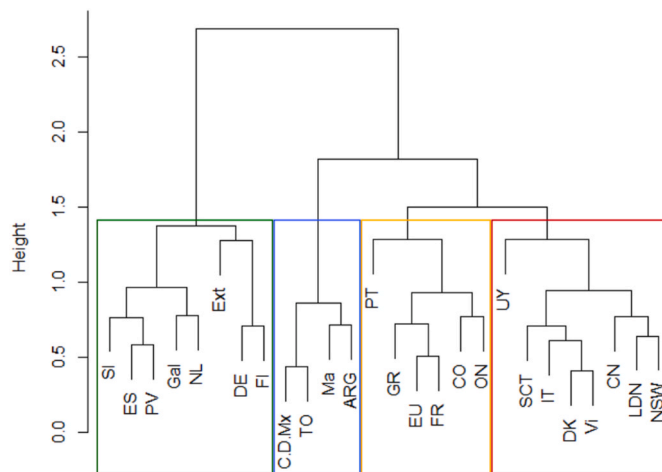 Height
2.5
2.0
1.5
1.0
0.5
0.0
SI
ES
PV
Gal
NL
Ext
DE
FI
C.D.Mx
TO
Ma
ARG
PT
GR
EU
FR
CO
ON
UY
SCT
IT
DK
Vi
CN
LDN
NSW